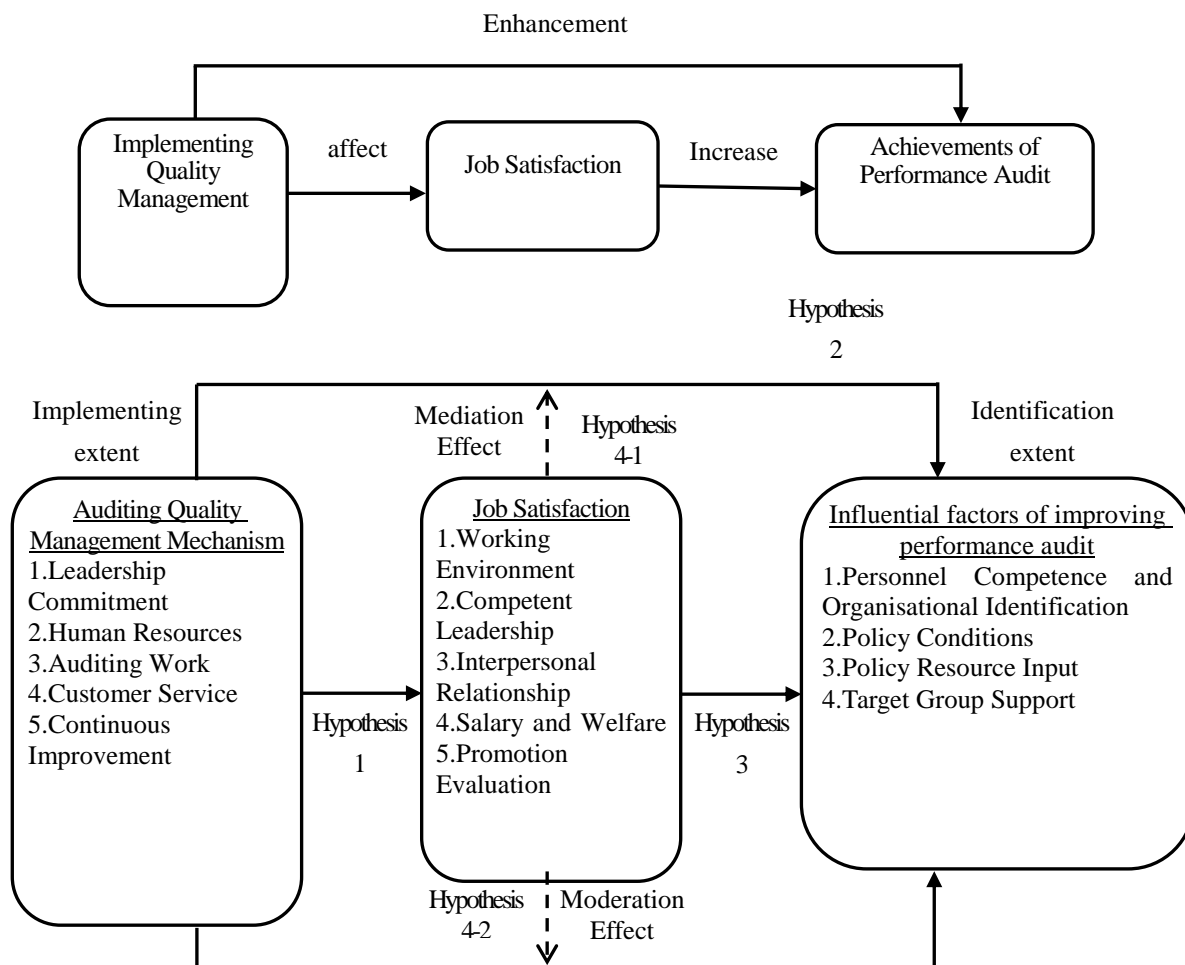 Enhancement
Implementing
Quality
Management
affect
Job Satisfaction
Increase
Achievements of
Performance Audit
Hypothesis
2
Implementing
extent
Mediation
Effect
Hypothesis
4-1
Identification
extent
Auditing Quality
Management Mechanism
1.Leadership
Commitment
2.Human Resources
3.Auditing Work
4.Customer Service
5.Continuous
Improvement
Hypothesis
1
Job Satisfaction
1.Working
Environment
2.Competent
Leadership
3.Interpersonal
Relationship
4.Salary and Welfare
5.Promotion
Evaluation
Hypothesis
3
Influential factors of improving
performance audit
1.Personnel Competence and
Organisational Identification
2.Policy Conditions
3.Policy Resource Input
4.Target Group Support
Hypothesis
4-2
Moderation
Effect